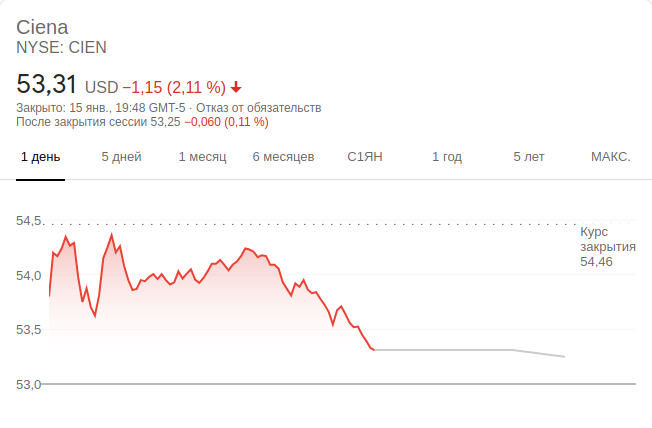 Ciena
NYSE: CIEN
53,31 USD −1,15 (2,11 %)
Закрыто: 15 янв., 19:48 GMT-5 · Отказ от обязательств
После закрытия сессии 53,25 −0,060 (0,11 %)
1 день 5 дней 1 месяц 6 месяцев С1ЯН 1 год 5 лет МАКС.
54,5
Курс
закрытия
54,46
54,0
53,5
53,0